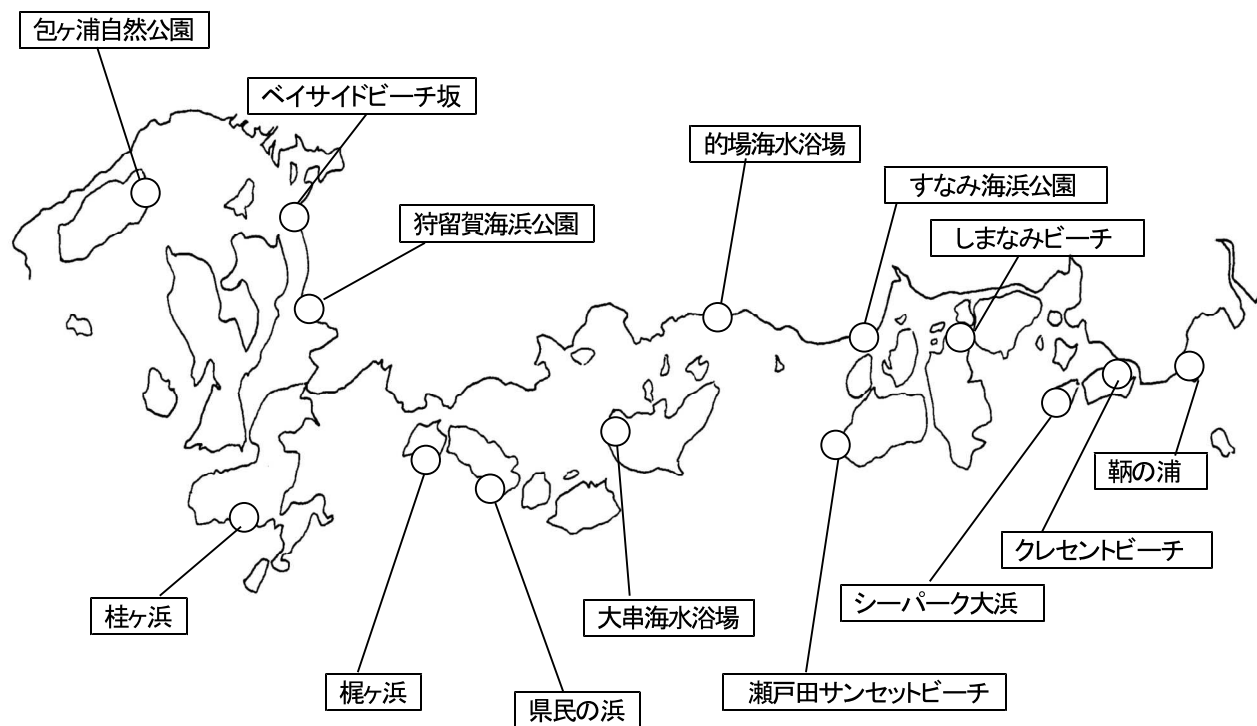 包ヶ浦自然公園
ベイサイドビーチ坂
的場海水浴場
すなみ海浜公園
狩留賀海浜公園
しまなみビーチ
鞆の浦
クレセントビーチ
シーパーク大浜
桂ヶ浜
大串海水浴場
梶ヶ浜
県民の浜
瀬戸田サンセットビーチ